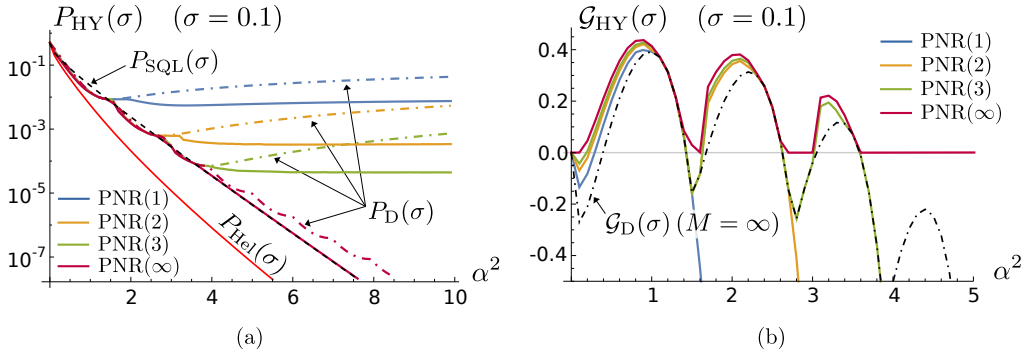 P_HY(σ) (σ = 0.1)
10^-1
10^-3
10^-5
10^-7
P_SQL(σ)
P_D(σ)
P_Hel(σ)
PNR(1)
PNR(2)
PNR(3)
PNR(∞)
2 4 6 8 10
α²
(a)
𝒢_HY(σ) (σ = 0.1)
0.4
0.2
0.0
-0.2
-0.4
PNR(1)
PNR(2)
PNR(3)
PNR(∞)
𝒢_D(σ) (M = ∞)
1 2 3 4 5
α²
(b)